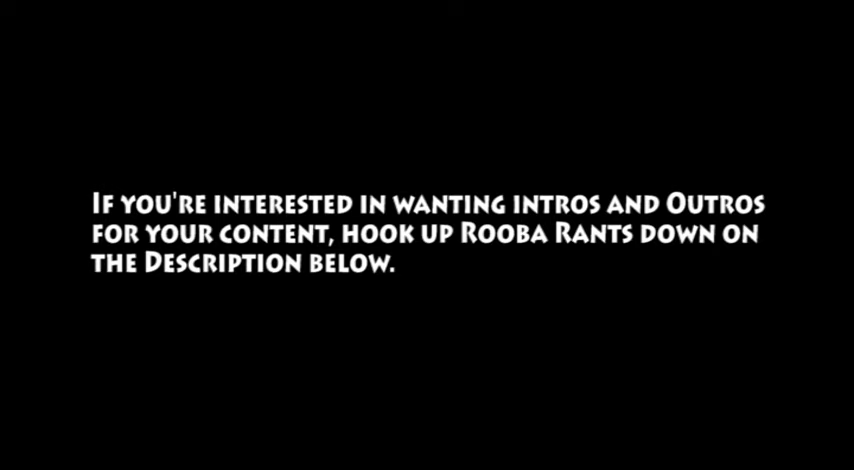 If you're interested in wanting intros and Outros
for your content, hook up Rooba Rants down on
the Description below.